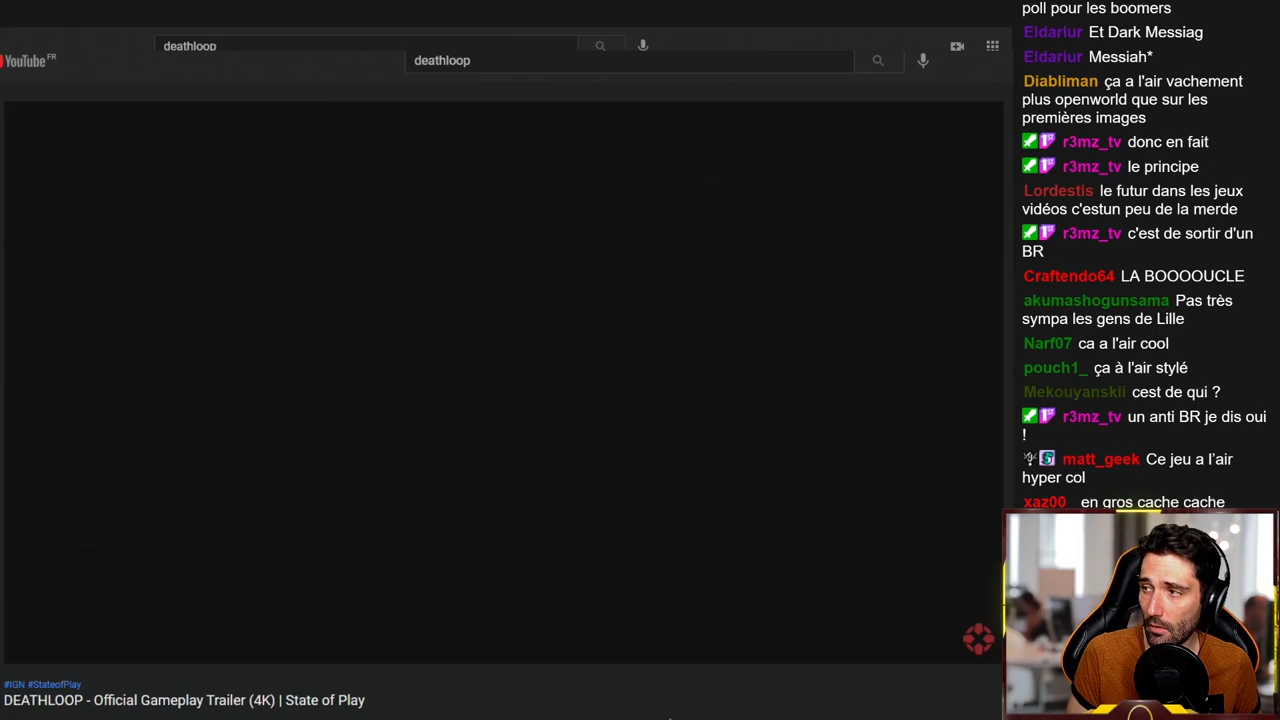 deathloop
YouTube FR
deathloop
#IGN #StateofPlay
DEATHLOOP - Official Gameplay Trailer (4K) | State of Play
poll pour les boomers
Eldariur Et Dark Messiag
Eldariur Messiah*
Diabliman ça a l'air vachement
plus openworld que sur les
premières images
r3mz_tv donc en fait
r3mz_tv le principe
Lordestis le futur dans les jeux
vidéos c'estun peu de la merde
r3mz_tv c'est de sortir d'un
BR
Craftendo64 LA BOOOOUCLE
akumashogunsama Pas très
sympa les gens de Lille
Narf07 ca a l'air cool
pouch1_ ça à l'air stylé
Mekouyanskii cest de qui ?
r3mz_tv un anti BR je dis oui
!
matt_geek Ce jeu a l’air
hyper col
xaz00 en gros cache cache